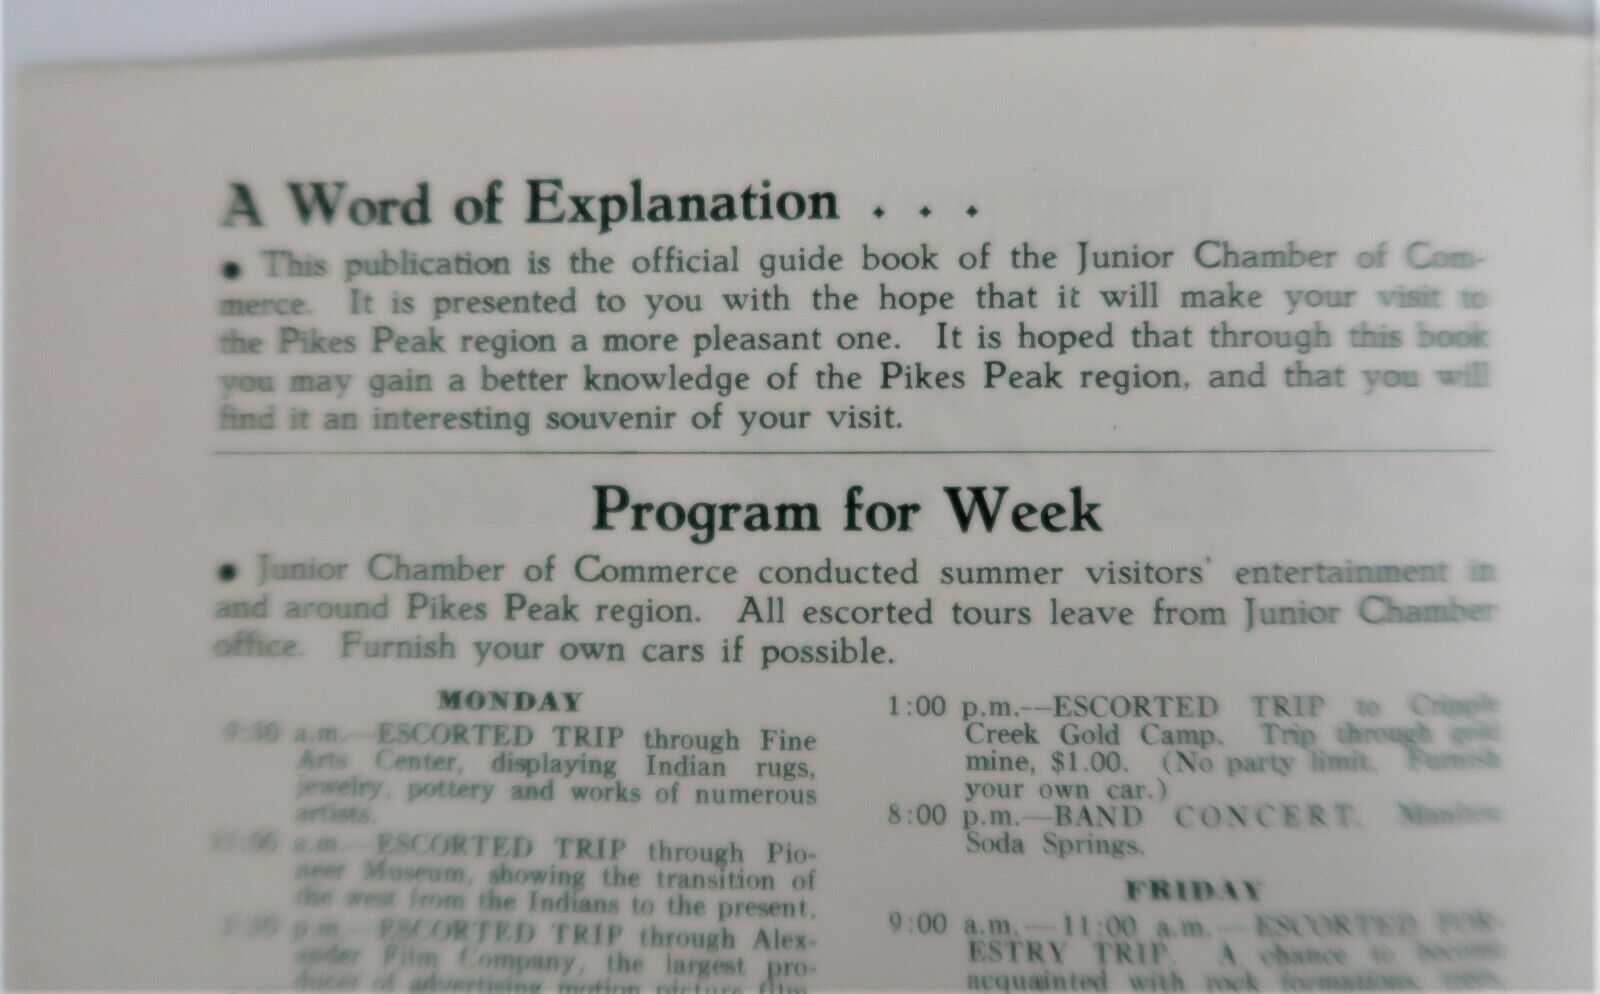 A Word of Explanation . . .
• This publication is the official guide book of the Junior Chamber of Com-
merce. It is presented to you with the hope that it will make your visit to
the Pikes Peak region a more pleasant one. It is hoped that through this book
you may gain a better knowledge of the Pikes Peak region, and that you will
find it an interesting souvenir of your visit.
Program for Week
• Junior Chamber of Commerce conducted summer visitors' entertainment in
and around Pikes Peak region. All escorted tours leave from Junior Chamber
office. Furnish your own cars if possible.
MONDAY
9:30 a.m.—ESCORTED TRIP through Fine
Arts Center, displaying Indian rugs,
jewelry, pottery and works of numerous
artists.
a.m.—ESCORTED TRIP through Pio-
neer Museum, showing the transition of
the west from the Indians to the present.
p.m.—ESCORTED TRIP through Alex-
ander Film Company, the largest pro-
ducer of advertising motion picture film
1:00 p.m.—ESCORTED TRIP to Cripple
Creek Gold Camp. Trip through gold
mine, $1.00. (No party limit. Furnish
your own car.)
8:00 p.m.—BAND CONCERT. Manitou
Soda Springs.
FRIDAY
9:00 a.m.—11:00 a.m.—ESCORTED FOR-
ESTRY TRIP. A chance to become
acquainted with rock formations, trees,